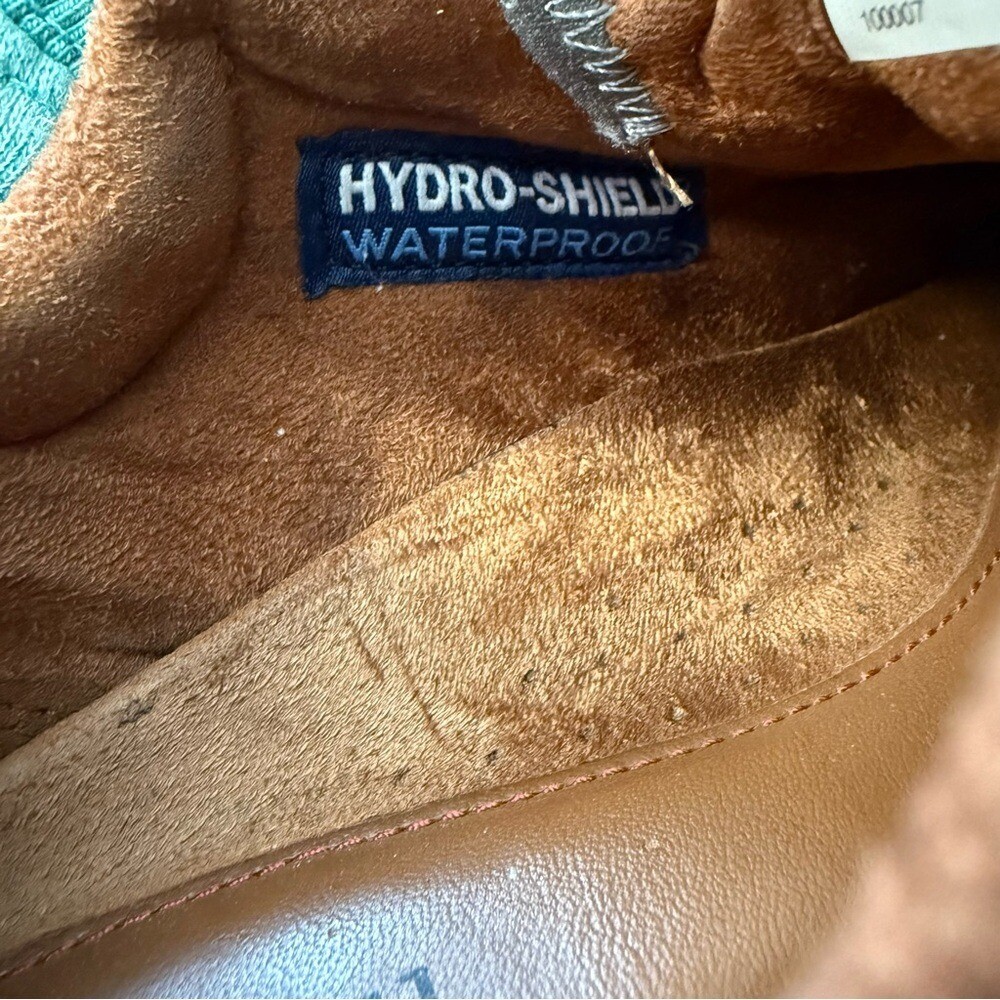 100007
HYDRO-SHIELD
WATERPROOF